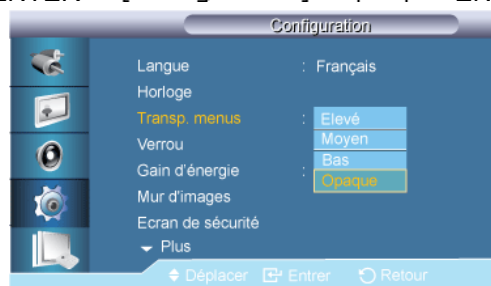 Configuration
Langue : Français
Horloge
Transp. menus : Elevé
Moyen
Verrou
Bas
Gain d'énergie :
Opaque
Mur d'images
Ecran de sécurité
Plus
Déplacer Entrer Retour